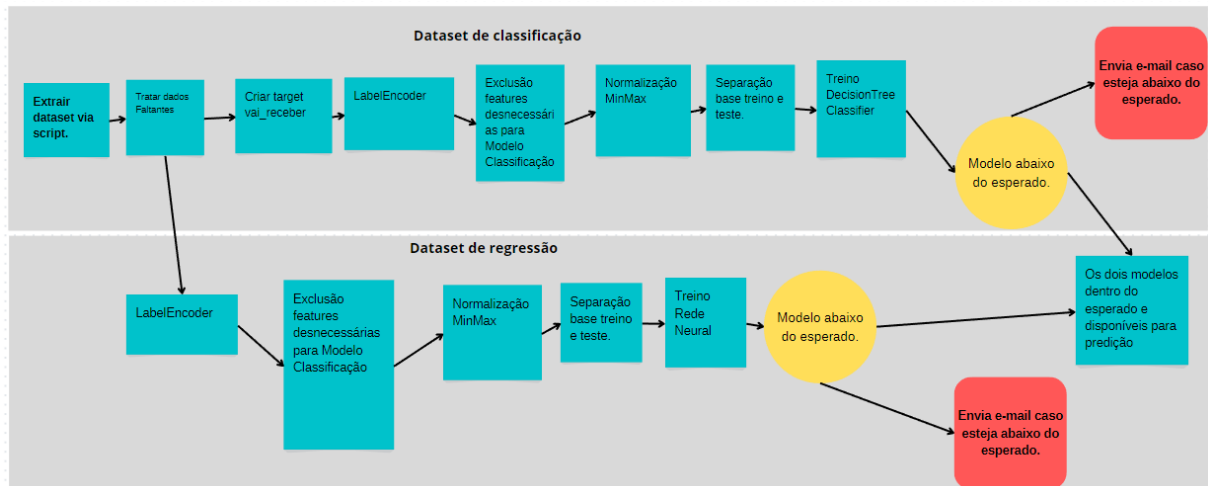 Dataset de classificação
Extrair
dataset via
script.
Tratar dados
Faltantes
Criar target
vai_receber
LabelEncoder
Exclusão
features
desnecessári
as para
Modelo
Classificação
Normalização
MinMax
Separação
base treino e
teste.
Treino
DecisionTree
Classifier
Modelo abaixo
do esperado.
Envia e-mail caso
esteja abaixo do
esperado.
Dataset de regressão
LabelEncoder
Exclusão
features
desnecessárias
para Modelo
Classificação
Normalização
MinMax
Separação
base treino
e teste.
Treino
Rede
Neural
Modelo abaixo
do esperado.
Os dois modelos
dentro do
esperado e
disponíveis para
predição
Envia e-mail caso
esteja abaixo do
esperado.